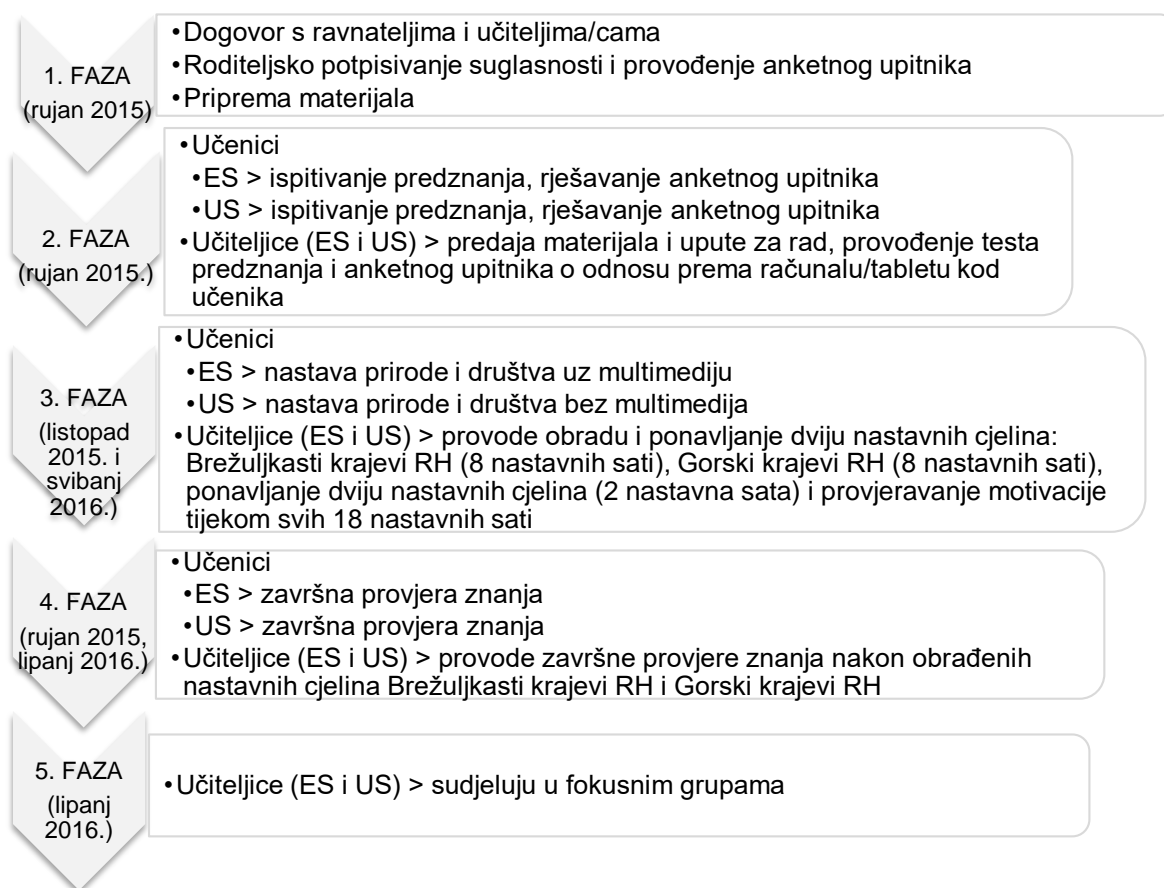 1. FAZA
(rujan 2015)
•Dogovor s ravnateljima i učiteljima/cama
•Roditeljsko potpisivanje suglasnosti i provođenje anketnog upitnika
•Priprema materijala
2. FAZA
(rujan 2015.)
•Učenici
•ES > ispitivanje predznanja, rješavanje anketnog upitnika
•US > ispitivanje predznanja, rješavanje anketnog upitnika
•Učiteljice (ES i US) > predaja materijala i upute za rad, provođenje testa
predznanja i anketnog upitnika o odnosu prema računalu/tabletu kod
učenika
3. FAZA
(listopad
2015. i
svibanj
2016.)
•Učenici
•ES > nastava prirode i društva uz multimediju
•US > nastava prirode i društva bez multimedija
•Učiteljice (ES i US) > provode obradu i ponavljanje dviju nastavnih cjelina:
Brežuljkasti krajevi RH (8 nastavnih sati), Gorski krajevi RH (8 nastavnih sati),
ponavljanje dviju nastavnih cjelina (2 nastavna sata) i provjeravanje motivacije
tijekom svih 18 nastavnih sati
4. FAZA
(rujan 2015,
lipanj 2016.)
•Učenici
•ES > završna provjera znanja
•US > završna provjera znanja
•Učiteljice (ES i US) > provode završne provjere znanja nakon obrađenih
nastavnih cjelina Brežuljkasti krajevi RH i Gorski krajevi RH
5. FAZA
(lipanj
2016.)
•Učiteljice (ES i US) > sudjeluju u fokusnim grupama